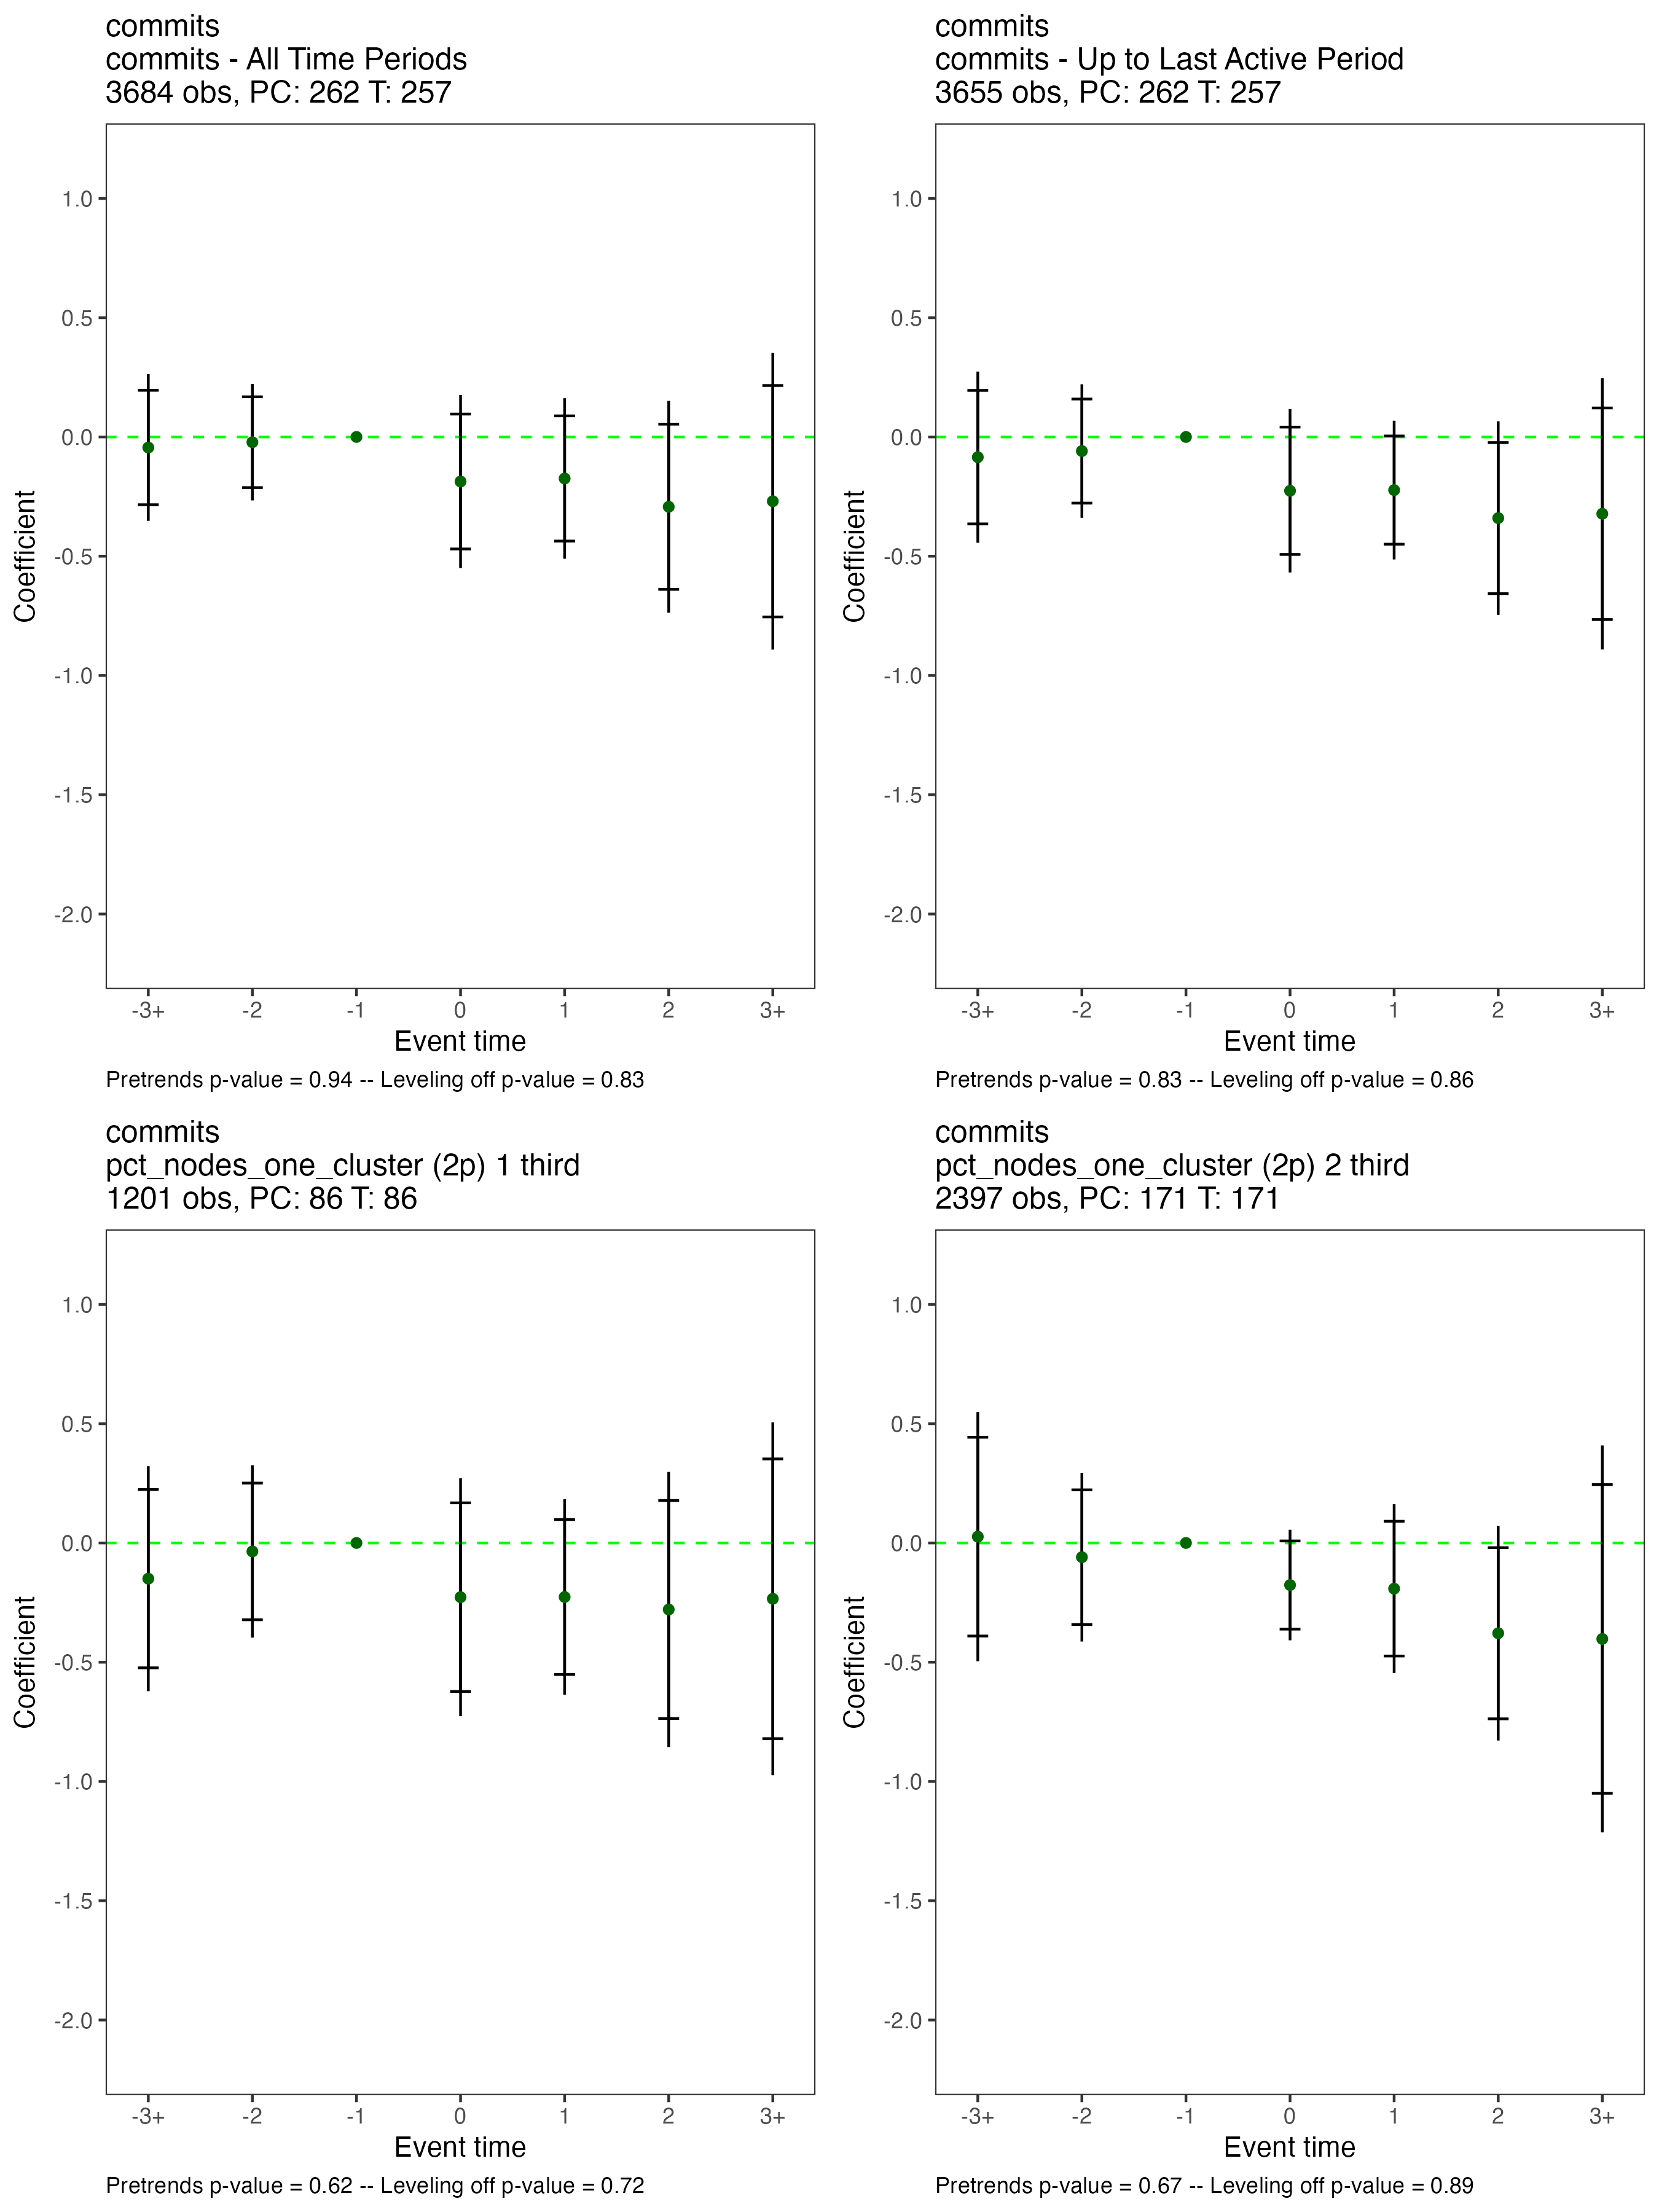 commits
commits - All Time Periods
3684 obs, PC: 262 T: 257
1.0
0.5
0.0
-0.5
-1.0
-1.5
-2.0
Coefficient
-3+ -2 -1 0 1 2 3+
Event time
Pretrends p-value = 0.94 -- Leveling off p-value = 0.83
commits
commits - Up to Last Active Period
3655 obs, PC: 262 T: 257
1.0
0.5
0.0
-0.5
-1.0
-1.5
-2.0
Coefficient
-3+ -2 -1 0 1 2 3+
Event time
Pretrends p-value = 0.83 -- Leveling off p-value = 0.86
commits
pct_nodes_one_cluster (2p) 1 third
1201 obs, PC: 86 T: 86
1.0
0.5
0.0
-0.5
-1.0
-1.5
-2.0
Coefficient
-3+ -2 -1 0 1 2 3+
Event time
Pretrends p-value = 0.62 -- Leveling off p-value = 0.72
commits
pct_nodes_one_cluster (2p) 2 third
2397 obs, PC: 171 T: 171
1.0
0.5
0.0
-0.5
-1.0
-1.5
-2.0
Coefficient
-3+ -2 -1 0 1 2 3+
Event time
Pretrends p-value = 0.67 -- Leveling off p-value = 0.89